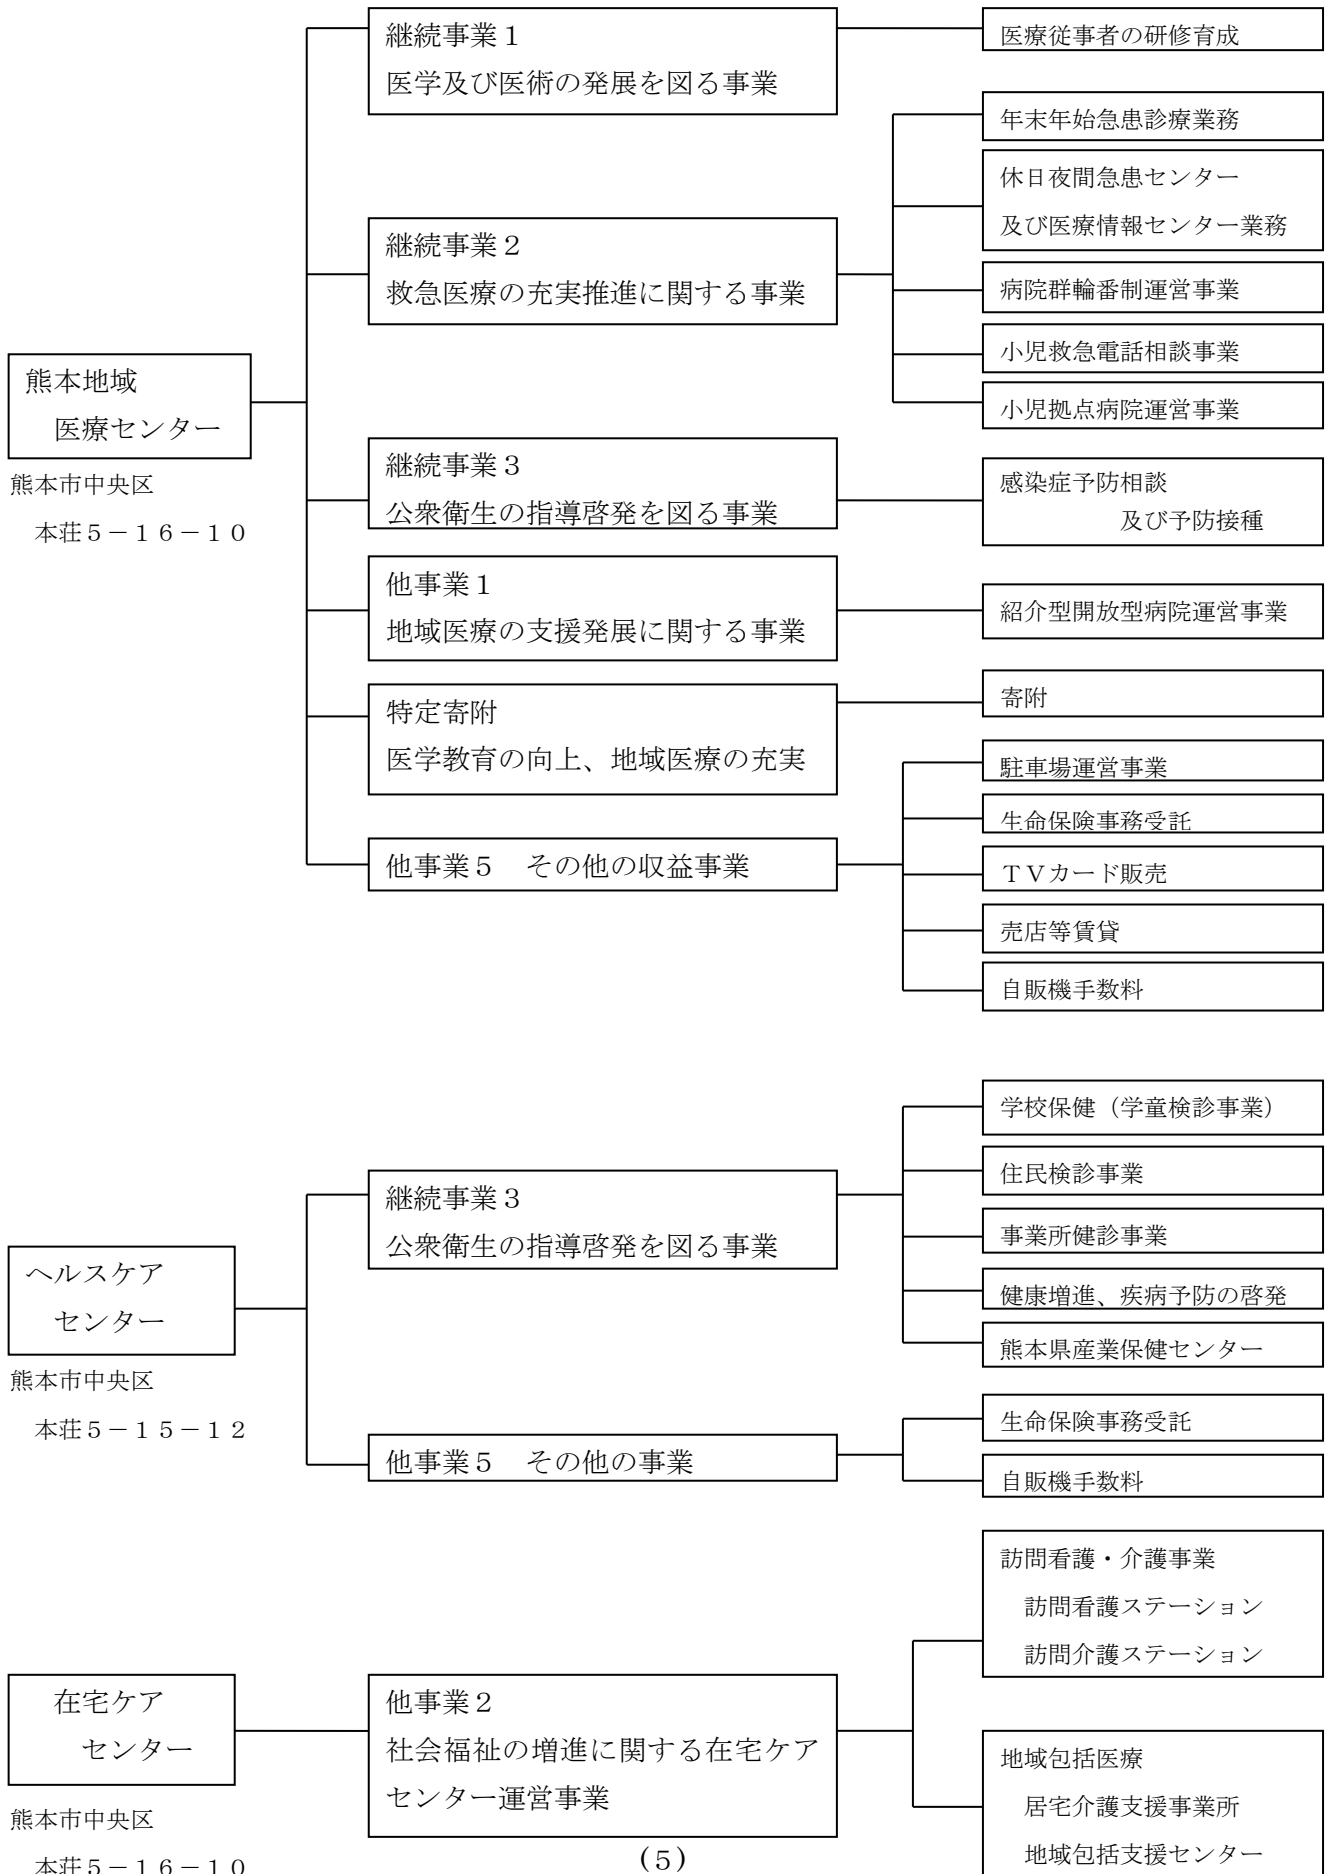 熊本地域
医療センター
熊本市中央区
本荘５－１６－１０
継続事業１
医学及び医術の発展を図る事業
医療従事者の研修育成
継続事業２
救急医療の充実推進に関する事業
年末年始急患診療業務
休日夜間急患センター
及び医療情報センター業務
病院群輪番制運営事業
小児救急電話相談事業
小児拠点病院運営事業
継続事業３
公衆衛生の指導啓発を図る事業
感染症予防相談
及び予防接種
他事業１
地域医療の支援発展に関する事業
紹介型開放型病院運営事業
特定寄附
医学教育の向上、地域医療の充実
寄附
他事業５　その他の収益事業
駐車場運営事業
生命保険事務受託
ＴＶカード販売
売店等賃貸
自販機手数料
ヘルスケア
センター
熊本市中央区
本荘５－１５－１２
継続事業３
公衆衛生の指導啓発を図る事業
学校保健（学童検診事業）
住民検診事業
事業所健診事業
健康増進、疾病予防の啓発
熊本県産業保健センター
他事業５　その他の事業
生命保険事務受託
自販機手数料
在宅ケア
センター
熊本市中央区
本荘５－１６－１０
他事業２
社会福祉の増進に関する在宅ケア
センター運営事業
訪問看護・介護事業
訪問看護ステーション
訪問介護ステーション
地域包括医療
居宅介護支援事業所
地域包括支援センター
(5)